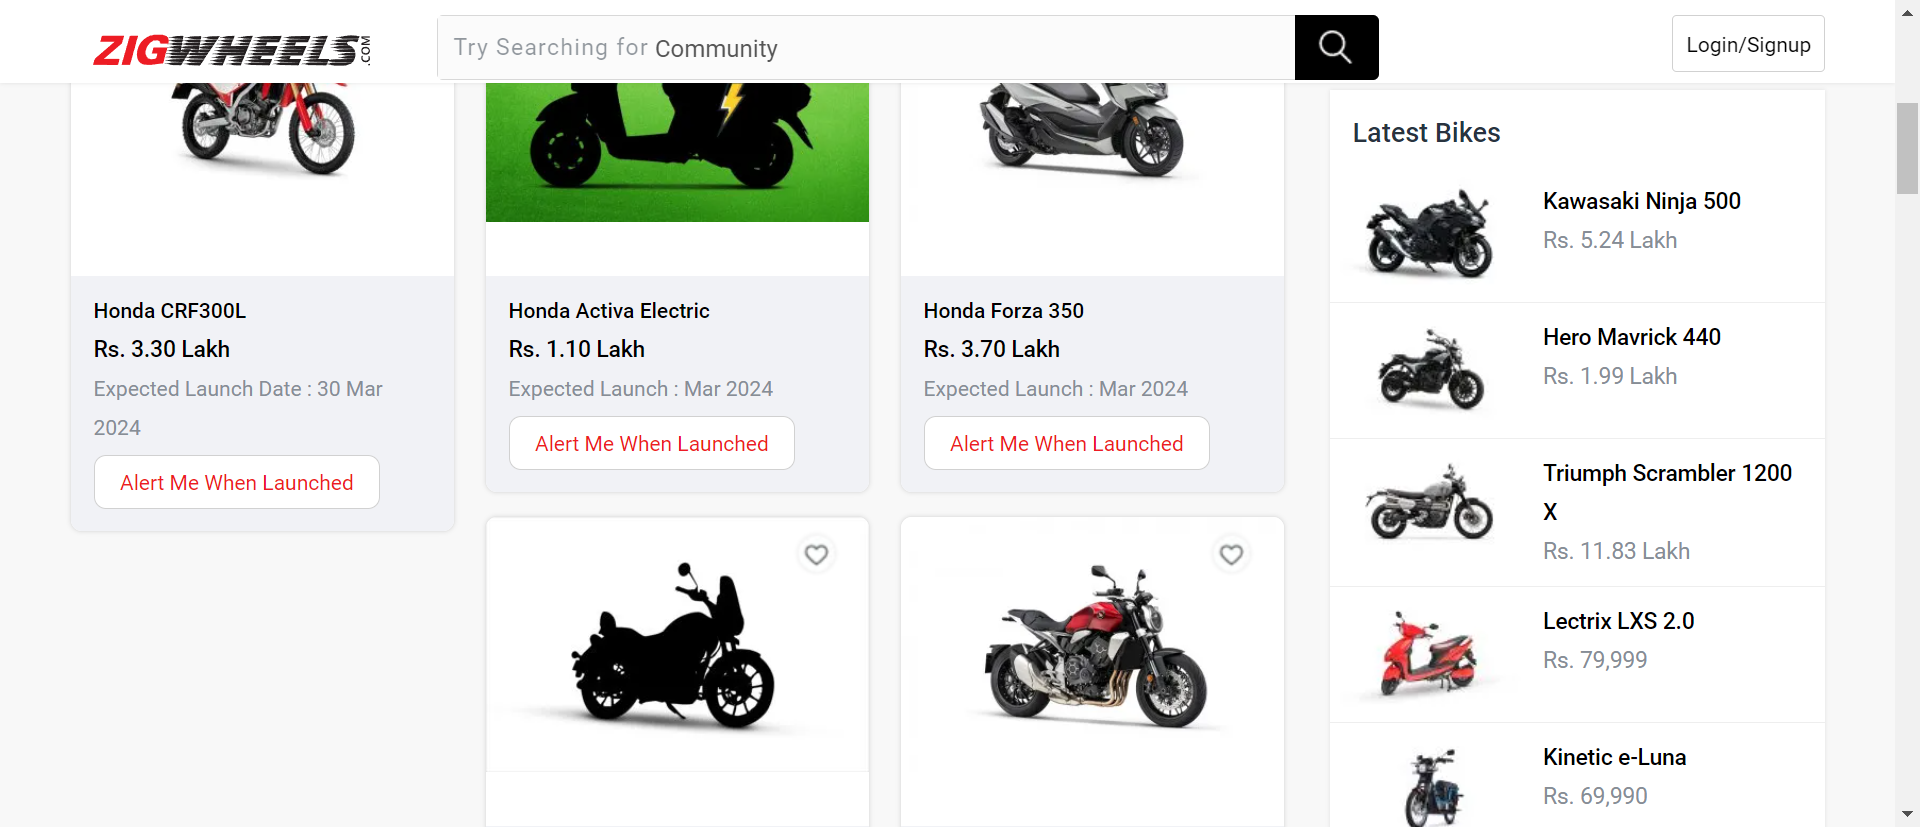 ZIGWHEELS.COM
Try Searching for Community
Login/Signup
Honda CRF300L
Rs. 3.30 Lakh
Expected Launch Date : 30 Mar
2024
Alert Me When Launched
Honda Activa Electric
Rs. 1.10 Lakh
Expected Launch : Mar 2024
Alert Me When Launched
Honda Forza 350
Rs. 3.70 Lakh
Expected Launch : Mar 2024
Alert Me When Launched
Latest Bikes
Kawasaki Ninja 500
Rs. 5.24 Lakh
Hero Mavrick 440
Rs. 1.99 Lakh
Triumph Scrambler 1200
X
Rs. 11.83 Lakh
Lectrix LXS 2.0
Rs. 79,999
Kinetic e-Luna
Rs. 69,990